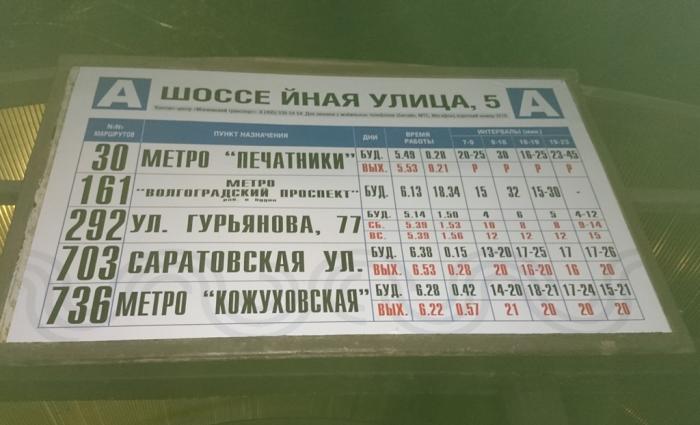 А ШОССЕ ЙНАЯ УЛИЦА, 5 А
№№ МАРШРУТОВ ПУНКТ НАЗНАЧЕНИЯ ДНИ ВРЕМЯ РАБОТЫ ИНТЕРВАЛЫ (мин.) 7-9 9-16 16-19 19-23
30 МЕТРО "ПЕЧАТНИКИ" БУД. 5.49 0.28 20-25 30 16-25 23-45
ВЫХ. 5.53 0.21 Р Р Р Р
161 МЕТРО "ВОЛГОГРАДСКИЙ ПРОСПЕКТ" БУД. 6.13 18.34 15 32 15-30 -
292 УЛ. ГУРЬЯНОВА, 77 БУД. 5.14 1.50 4 6 5 4-12
СБ. 5.39 1.53 10 8 8 9-14
ВС. 5.39 1.56 12 12 12 15
703 САРАТОВСКАЯ УЛ. БУД. 6.38 0.15 13-20 17-25 17 17-26
ВЫХ. 6.53 0.28 20 16-20 16 20
736 МЕТРО "КОЖУХОВСКАЯ" БУД. 6.28 0.42 14-20 18-21 17-24 15-21
ВЫХ. 6.22 0.57 21 20 20 20